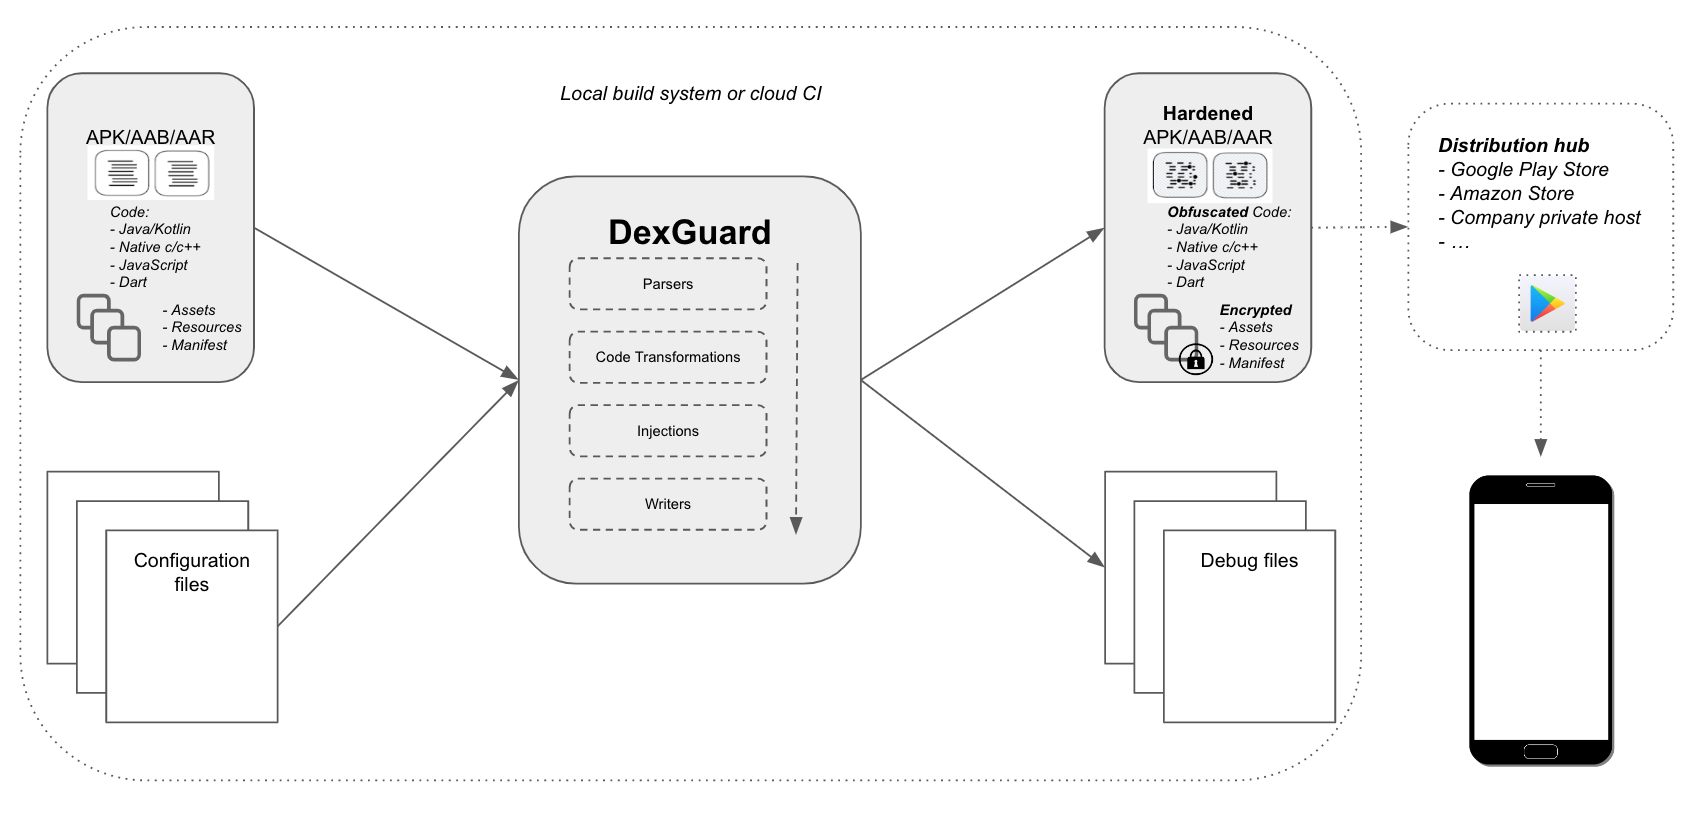 Local build system or cloud CI
APK/AAB/AAR
Code:
- Java/Kotlin
- Native c/c++
- JavaScript
- Dart
- Assets
- Resources
- Manifest
Configuration
files
DexGuard
Parsers
Code Transformations
Injections
Writers
Hardened
APK/AAB/AAR
Obfuscated Code:
- Java/Kotlin
- Native c/c++
- JavaScript
- Dart
Encrypted
- Assets
- Resources
- Manifest
Debug files
Distribution hub
- Google Play Store
- Amazon Store
- Company private host
- …